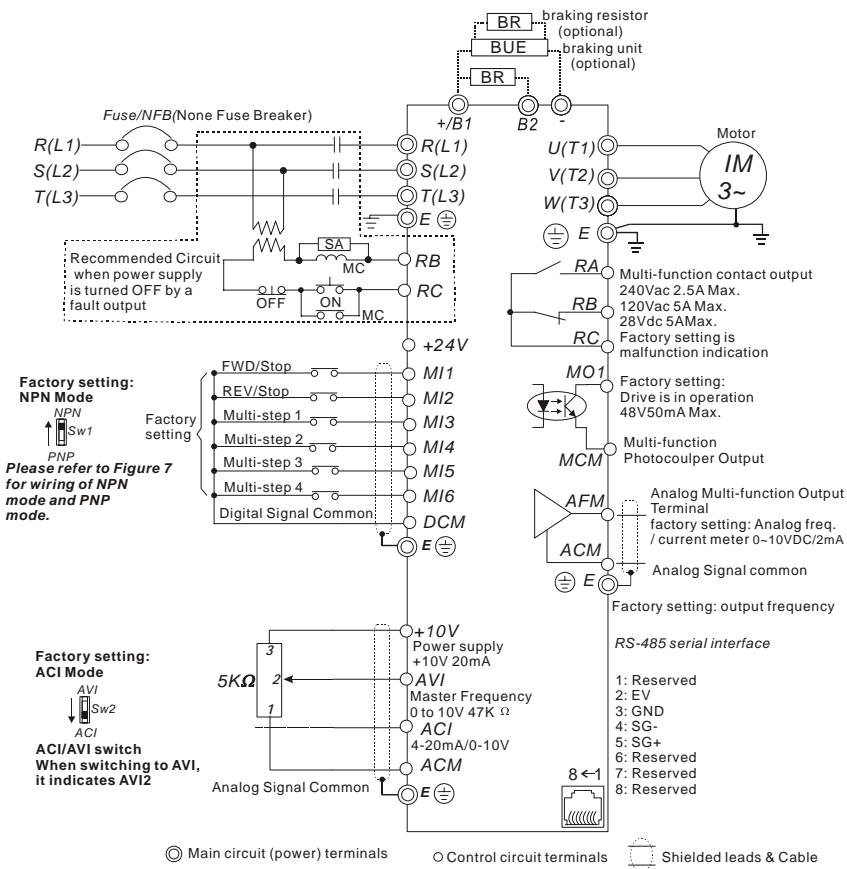 BR
braking resistor
(optional)
BUE
braking unit
(optional)
BR
+/B1
B2
-
Fuse/NFB(None Fuse Breaker)
R(L1)
S(L2)
T(L3)
R(L1)
S(L2)
T(L3)
E
Recommended Circuit
when power supply
is turned OFF by a
fault output
SA
MC
OFF
ON
MC
RB
RC
U(T1)
V(T2)
W(T3)
E
Motor
IM
3~
RA
RB
RC
Multi-function contact output
240Vac 2.5A Max.
120Vac 5A Max.
28Vdc 5AMax.
Factory setting is
malfunction indication
+24V
FWD/Stop
MI1
REV/Stop
MI2
Multi-step 1
MI3
Multi-step 2
MI4
Multi-step 3
MI5
Multi-step 4
MI6
Digital Signal Common
DCM
E
Factory
setting
Factory setting:
NPN Mode
NPN
Sw1
PNP
Please refer to Figure 7
for wiring of NPN
mode and PNP
mode.
MO1
Factory setting:
Drive is in operation
48V50mA Max.
MCM
Multi-function
Photocoulper Output
AFM
Analog Multi-function Output
Terminal
factory setting: Analog freq.
/ current meter 0~10VDC/2mA
ACM
Analog Signal common
E
Factory setting: output frequency
+10V
Power supply
+10V 20mA
3
5KΩ
2
1
AVI
Master Frequency
0 to 10V 47K Ω
ACI
4-20mA/0-10V
ACM
Analog Signal Common
E
Factory setting:
ACI Mode
AVI
Sw2
ACI
ACI/AVI switch
When switching to AVI,
it indicates AVI2
RS-485 serial interface
1: Reserved
2: EV
3: GND
4: SG-
5: SG+
6: Reserved
7: Reserved
8: Reserved
8←1
Main circuit (power) terminals
Control circuit terminals
Shielded leads & Cable